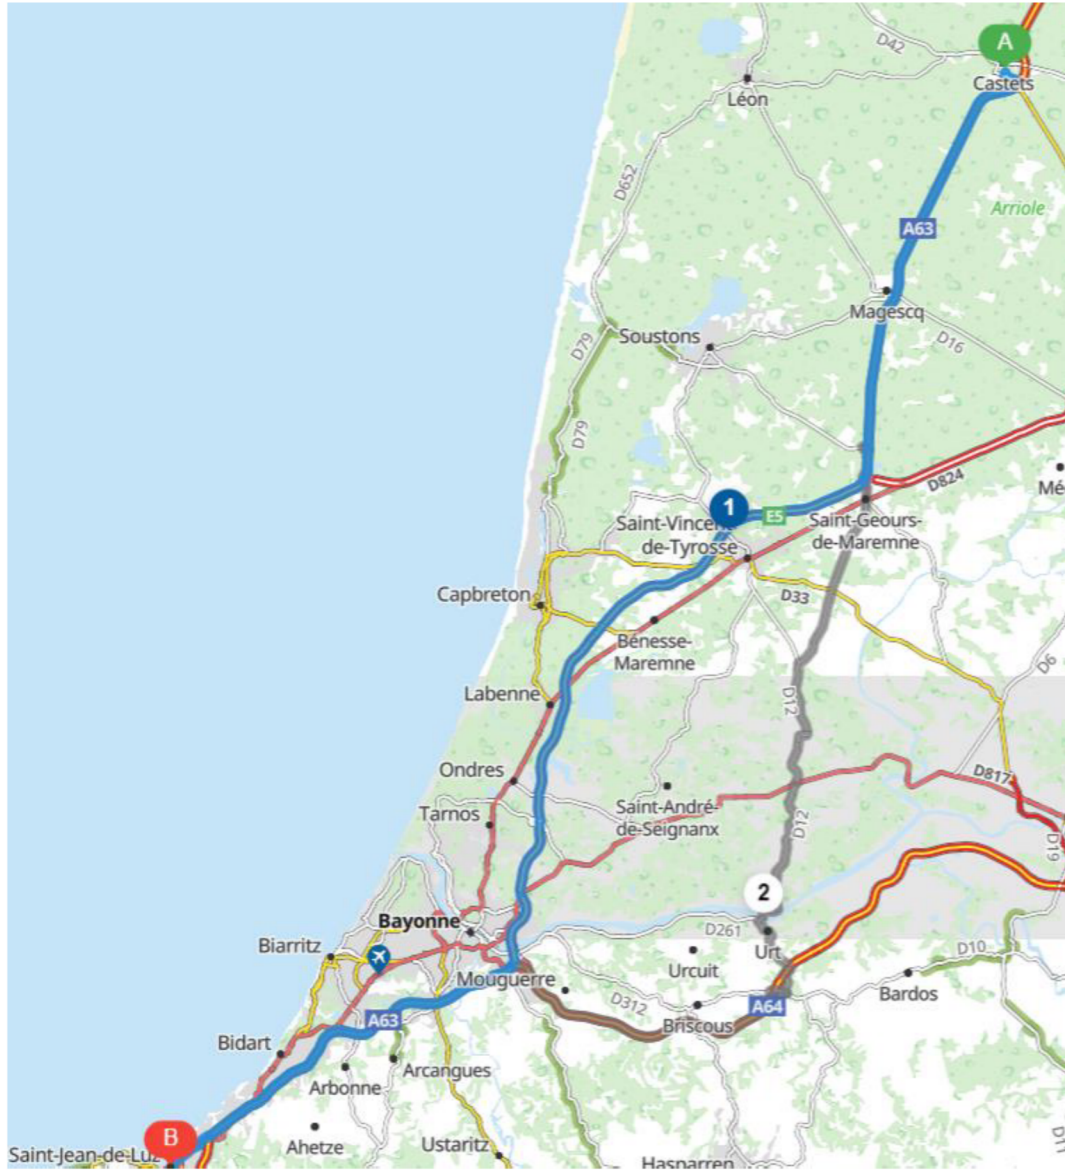 A
D42
Castets
Léon
D652
Arriole
A63
Magescq
Soustons
D79
D16
D79
D824
Mé
1
E5
Saint-Vincent-
de-Tyrosse
Saint-Geours-
de-Maremne
Capbreton
D33
Bénesse-
Maremne
D6
Labenne
D12
Ondres
D817
Saint-André-
de-Seignanx
Tarnos
D12
D19
2
Bayonne
D261
Biarritz
Urt
D10
Urcuit
Mouguerre
Bardos
D312
A64
A63
Briscous
Bidart
Arcangues
Arbonne
B
Ahetze
Ustaritz
Saint-Jean-de-Luz
Hasparren
D11